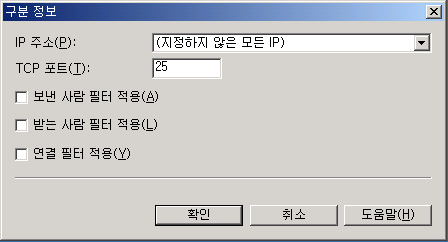 구분 정보
IP 주소(P): (지정하지 않은 모든 IP)
TCP 포트(T): 25
보낸 사람 필터 적용(A)
받는 사람 필터 적용(L)
연결 필터 적용(Y)
확인 취소 도움말(H)